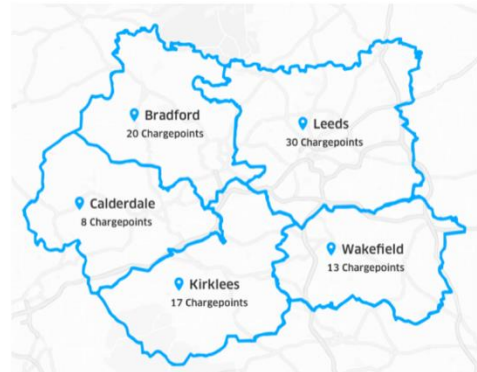 Bradford
20 Chargepoints
Leeds
30 Chargepoints
Calderdale
8 Chargepoints
Wakefield
13 Chargepoints
Kirklees
17 Chargepoints